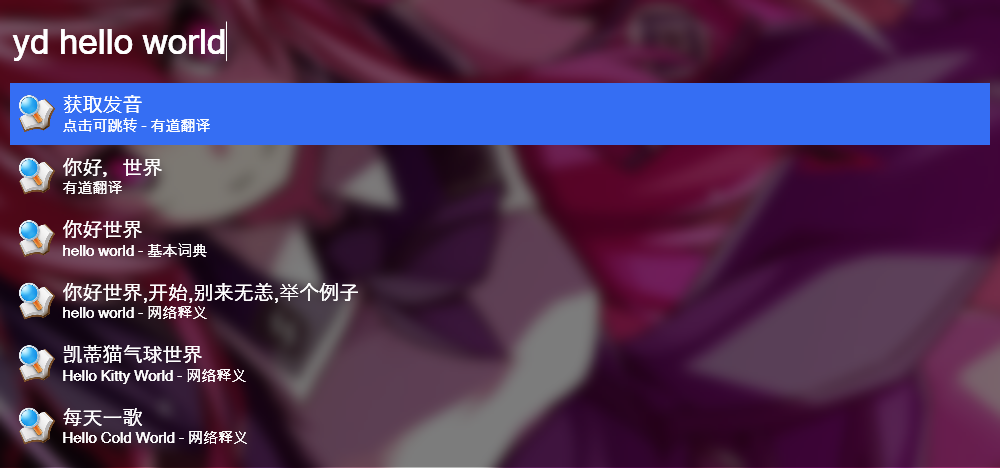 yd hello world
获取发音
点击可跳转 - 有道翻译
你好，世界
有道翻译
你好世界
hello world - 基本词典
你好世界,开始,别来无恙,举个例子
hello world - 网络释义
凯蒂猫气球世界
Hello Kitty World - 网络释义
每天一歌
Hello Cold World - 网络释义